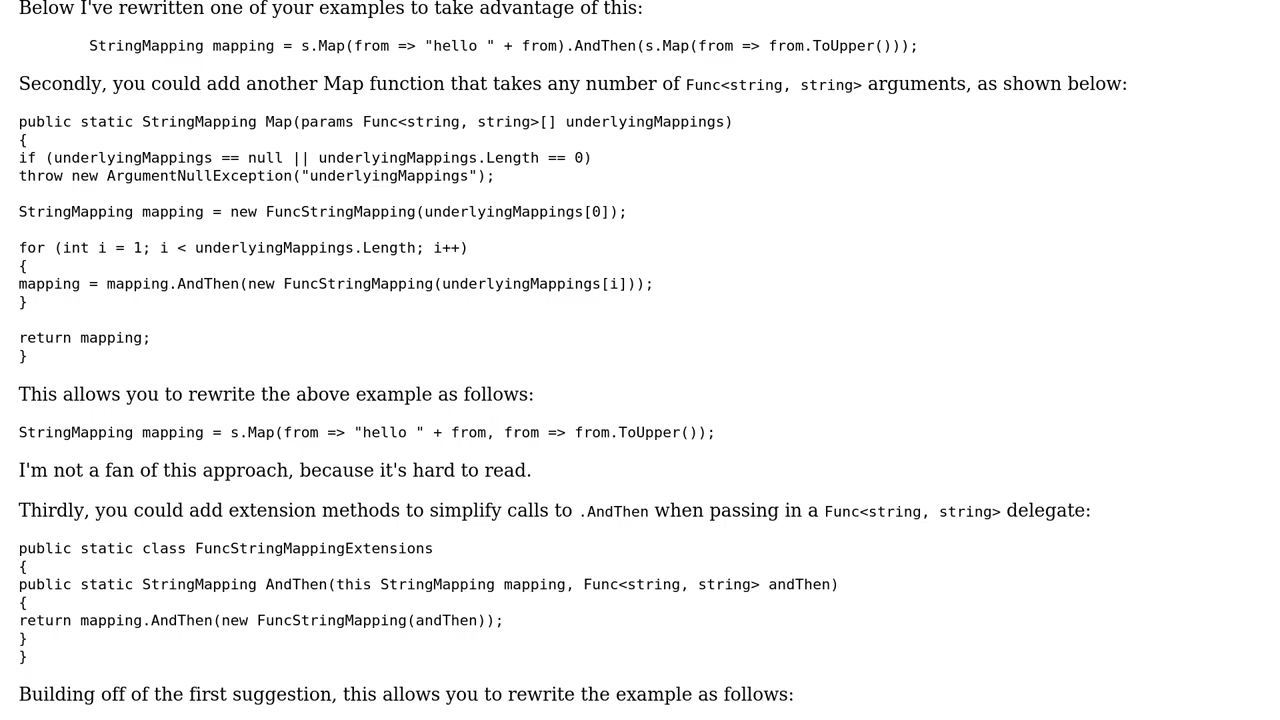 Below I've rewritten one of your examples to take advantage of this:
StringMapping mapping = s.Map(from => "hello " + from).AndThen(s.Map(from => from.ToUpper()));
Secondly, you could add another Map function that takes any number of Func<string, string> arguments, as shown below:
public static StringMapping Map(params Func<string, string>[] underlyingMappings)
{
if (underlyingMappings == null || underlyingMappings.Length == 0)
throw new ArgumentNullException("underlyingMappings");
StringMapping mapping = new FuncStringMapping(underlyingMappings[0]);
for (int i = 1; i < underlyingMappings.Length; i++)
{
mapping = mapping.AndThen(new FuncStringMapping(underlyingMappings[i]));
}
return mapping;
}
This allows you to rewrite the above example as follows:
StringMapping mapping = s.Map(from => "hello " + from, from => from.ToUpper());
I'm not a fan of this approach, because it's hard to read.
Thirdly, you could add extension methods to simplify calls to .AndThen when passing in a Func<string, string> delegate:
public static class FuncStringMappingExtensions
{
public static StringMapping AndThen(this StringMapping mapping, Func<string, string> andThen)
{
return mapping.AndThen(new FuncStringMapping(andThen));
}
}
Building off of the first suggestion, this allows you to rewrite the example as follows: